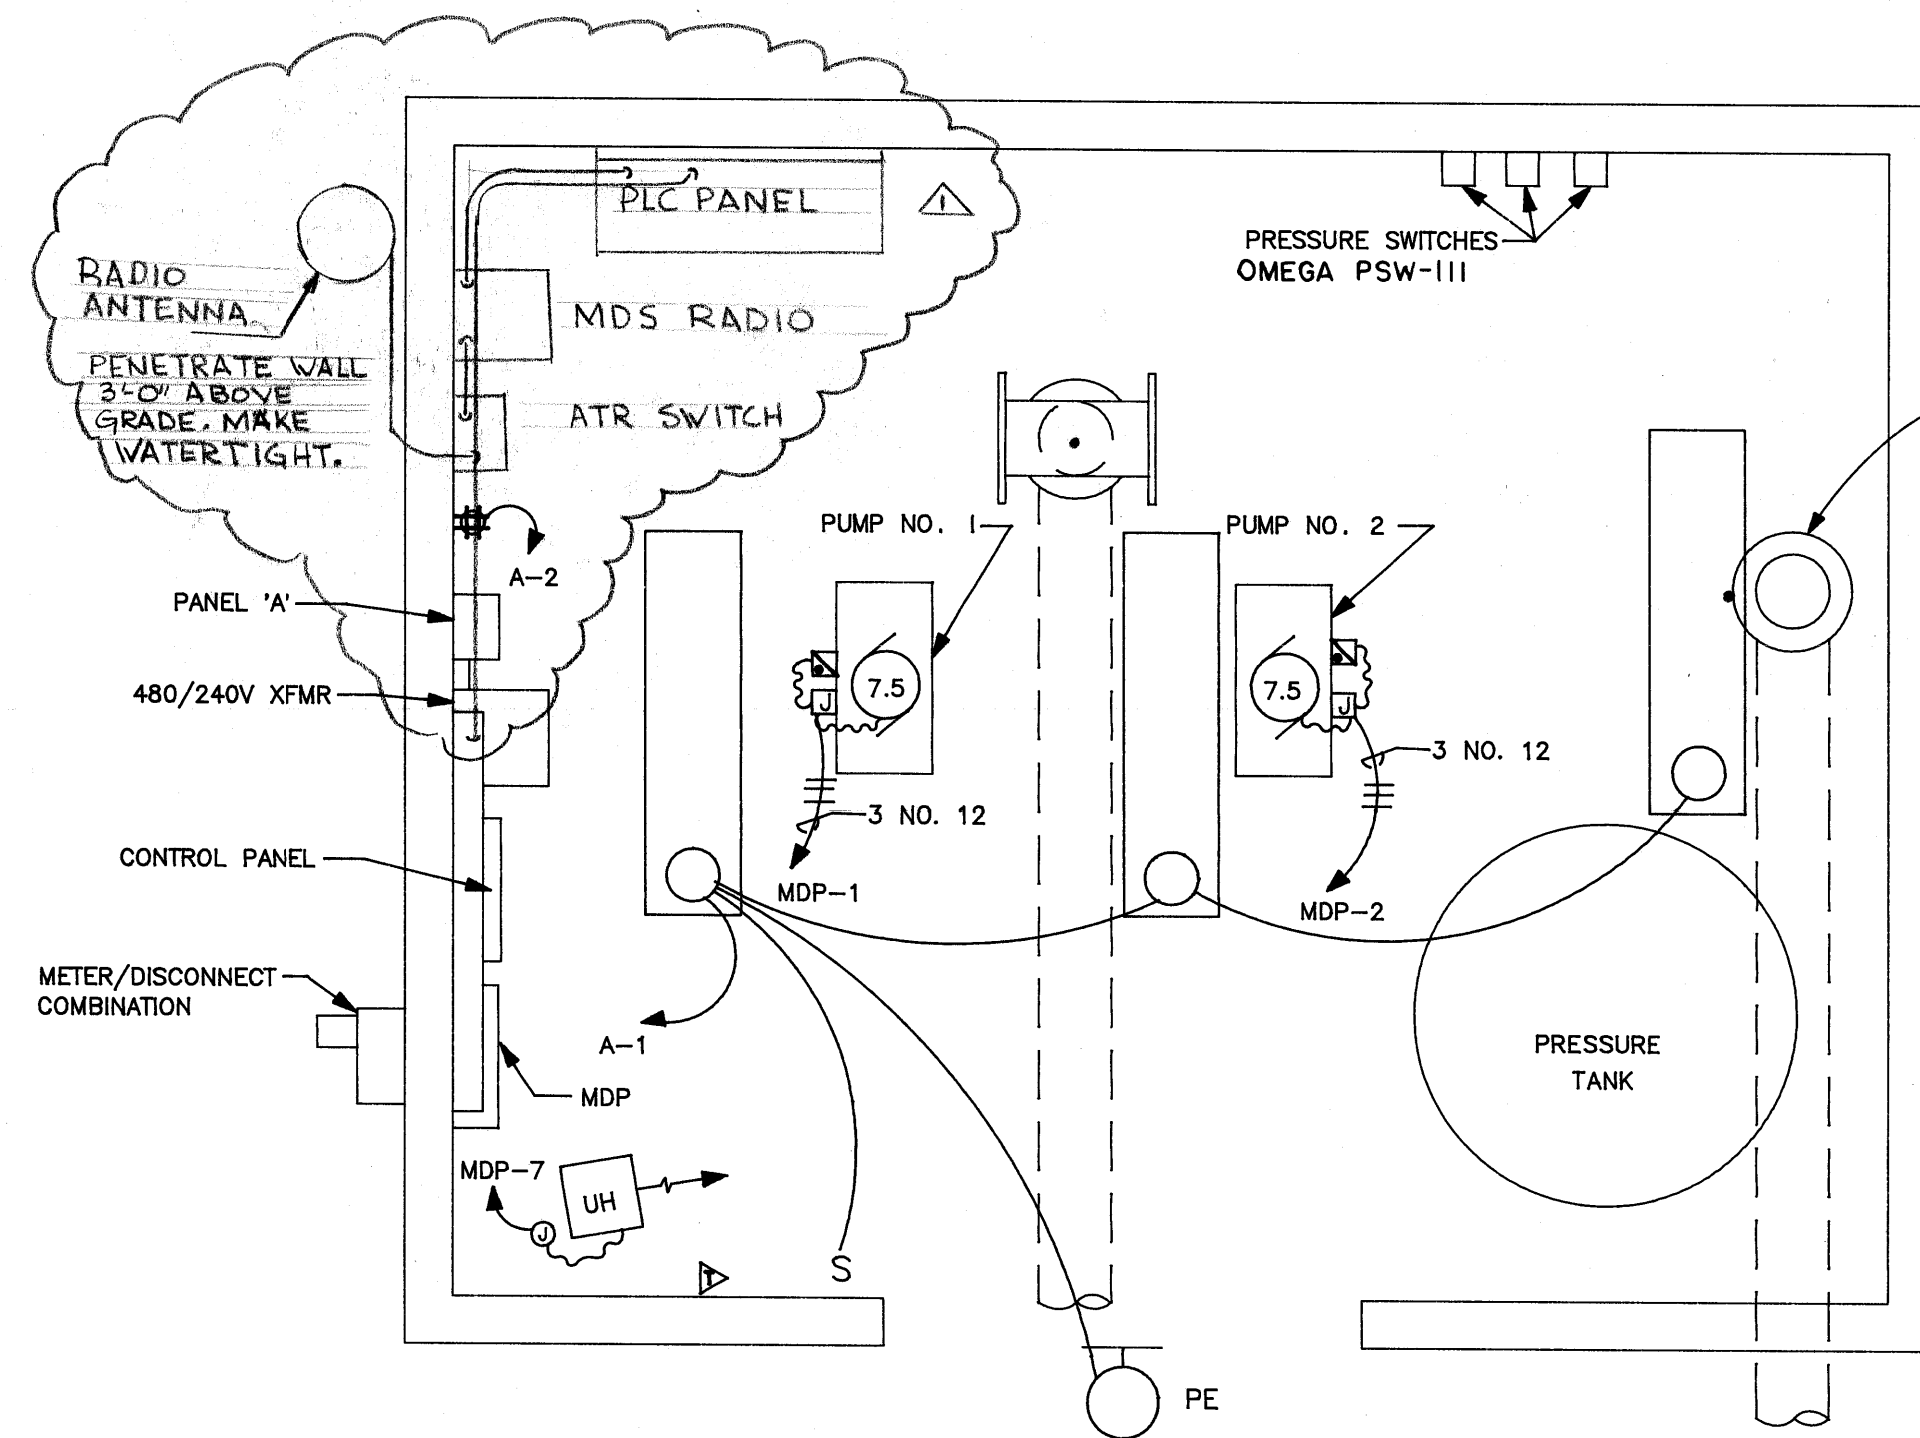 PLC PANEL
1
RADIO
ANTENNA
PENETRATE WALL
3'-0" ABOVE
GRADE. MAKE
WATERTIGHT.
MDS RADIO
ATR SWITCH
PRESSURE SWITCHES
OMEGA PSW-111
A-2
PANEL 'A'
480/240V XFMR
PUMP NO. 1
PUMP NO. 2
7.5
J
7.5
J
3 NO. 12
3 NO. 12
MDP-1
MDP-2
CONTROL PANEL
METER/DISCONNECT
COMBINATION
A-1
MDP
PRESSURE
TANK
MDP-7
UH
J
T
S
PE